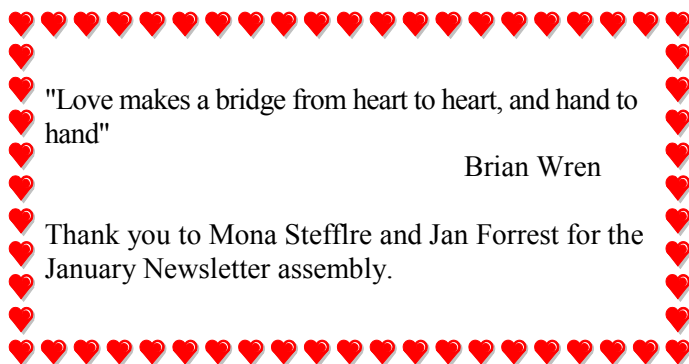 "Love makes a bridge from heart to heart, and hand to
hand"
Brian Wren
Thank you to Mona Stefflre and Jan Forrest for the
January Newsletter assembly.